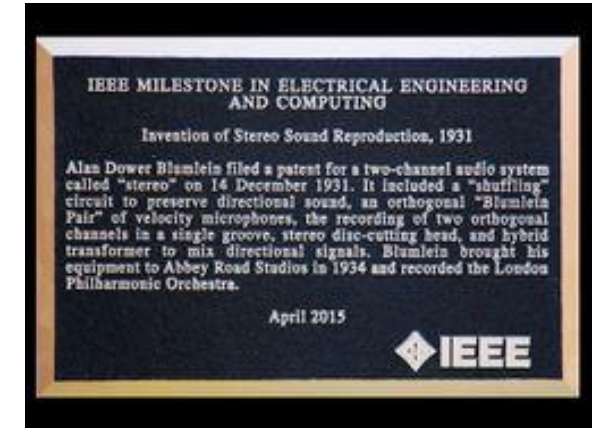 IEEE MILESTONE IN ELECTRICAL ENGINEERING
AND COMPUTING
Invention of Stereo Sound Reproduction, 1931
Alan Dower Blumlein filed a patent for a two-channel audio system
called "stereo" on 14 December 1931. It included a "shuffling"
circuit to preserve directional sound, an orthogonal "Blumlein
Pair" of velocity microphones, the recording of two orthogonal
channels in a single groove, stereo disc-cutting head, and hybrid
transformer to mix directional signals. Blumlein brought his
equipment to Abbey Road Studios in 1934 and recorded the London
Philharmonic Orchestra.
April 2015
IEEE